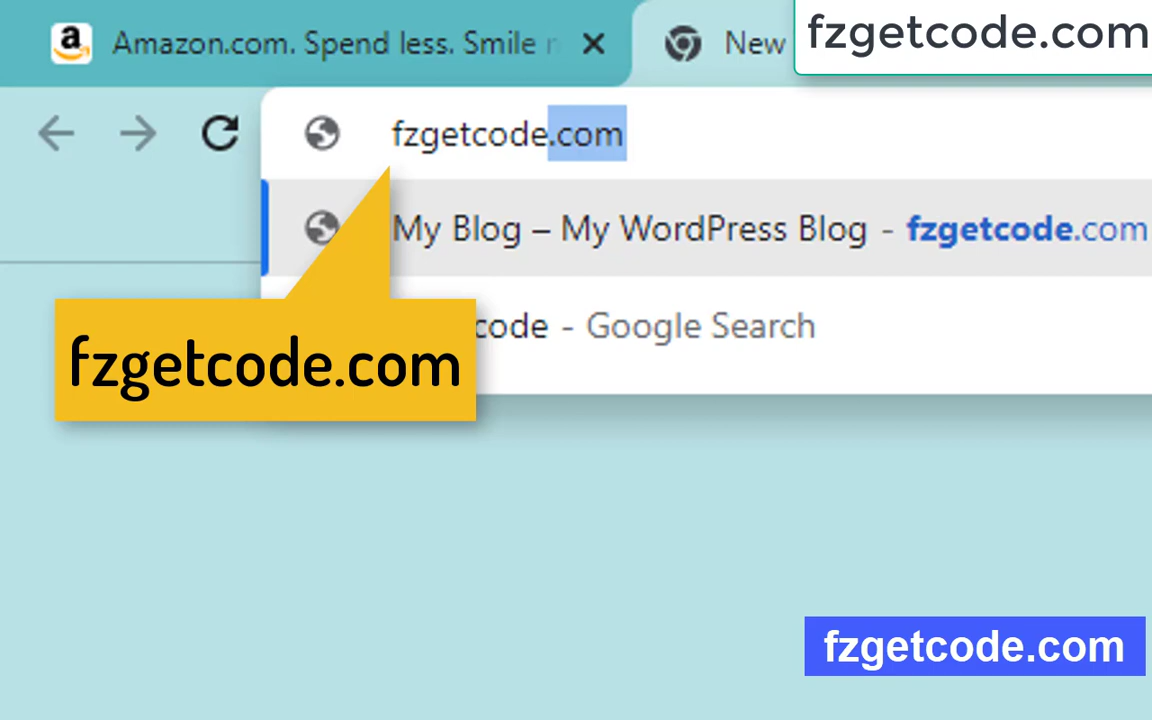 Amazon.com. Spend less. Smile
New
fzgetcode.com
fzgetcode.com
My Blog – My WordPress Blog - fzgetcode.com
code - Google Search
fzgetcode.com
fzgetcode.com